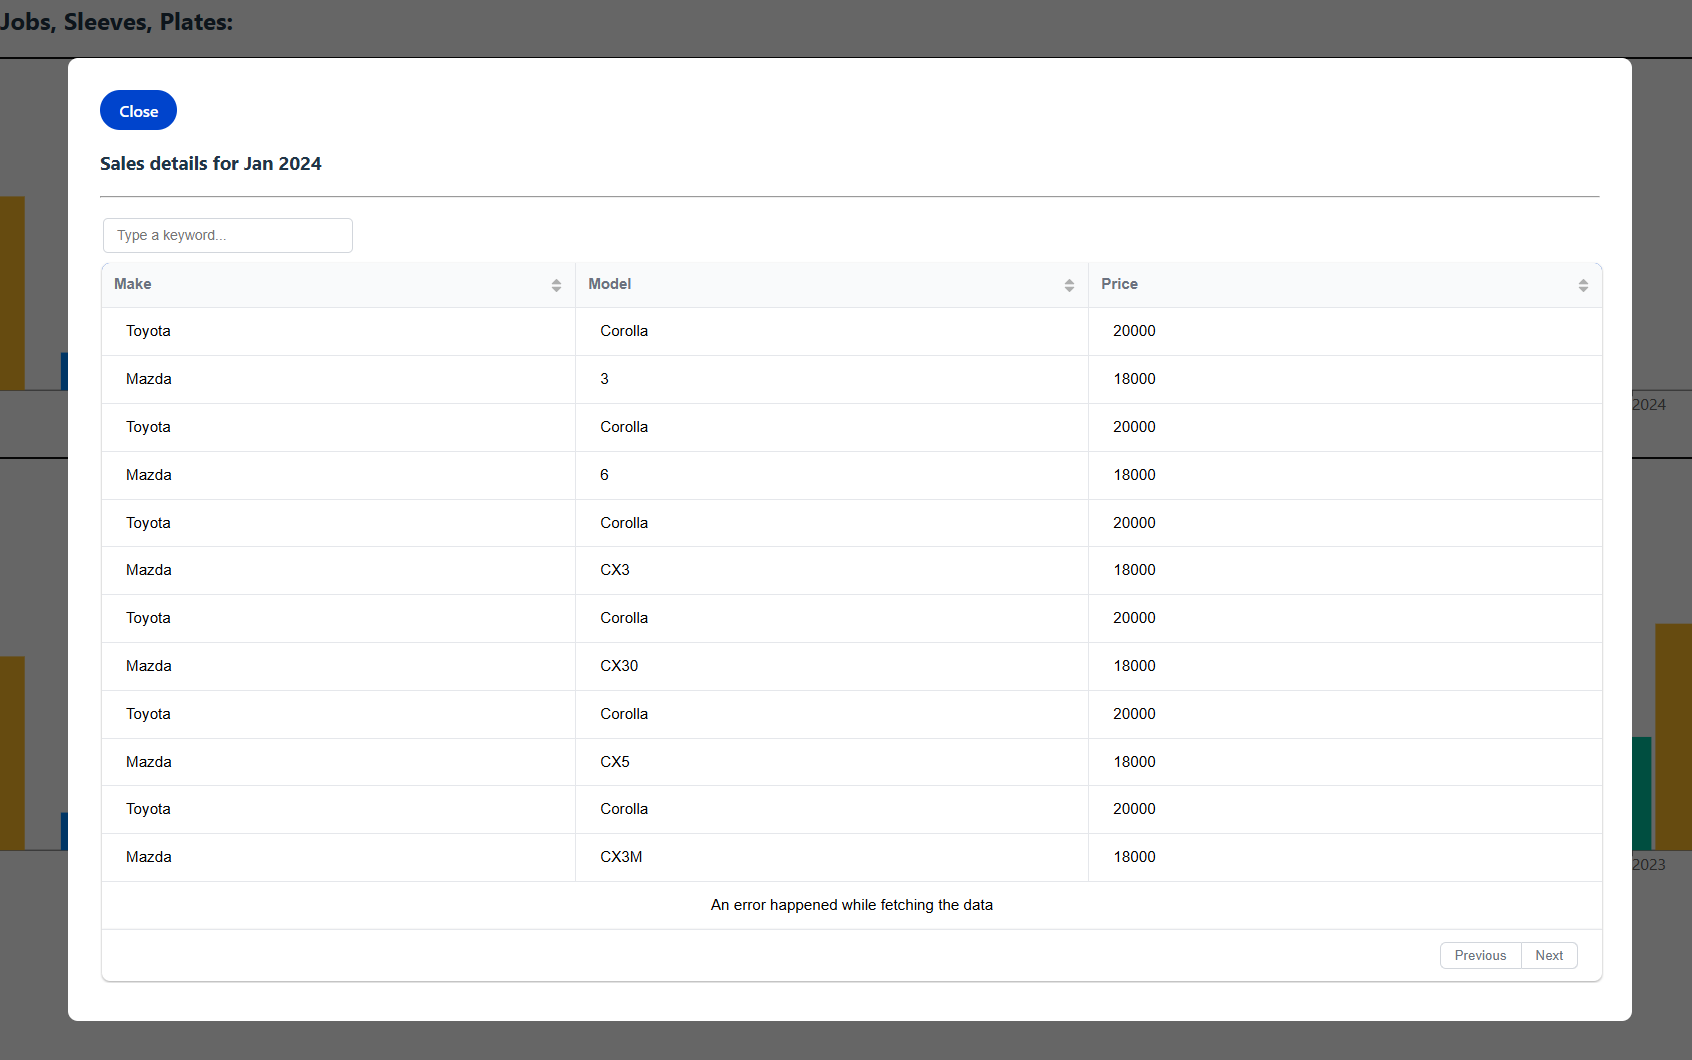 Jobs, Sleeves, Plates:
Close
Sales details for Jan 2024
Type a keyword...
Make Model Price
Toyota Corolla 20000
Mazda 3 18000
Toyota Corolla 20000
Mazda 6 18000
Toyota Corolla 20000
Mazda CX3 18000
Toyota Corolla 20000
Mazda CX30 18000
Toyota Corolla 20000
Mazda CX5 18000
Toyota Corolla 20000
Mazda CX3M 18000
An error happened while fetching the data
Previous Next
2024
2023